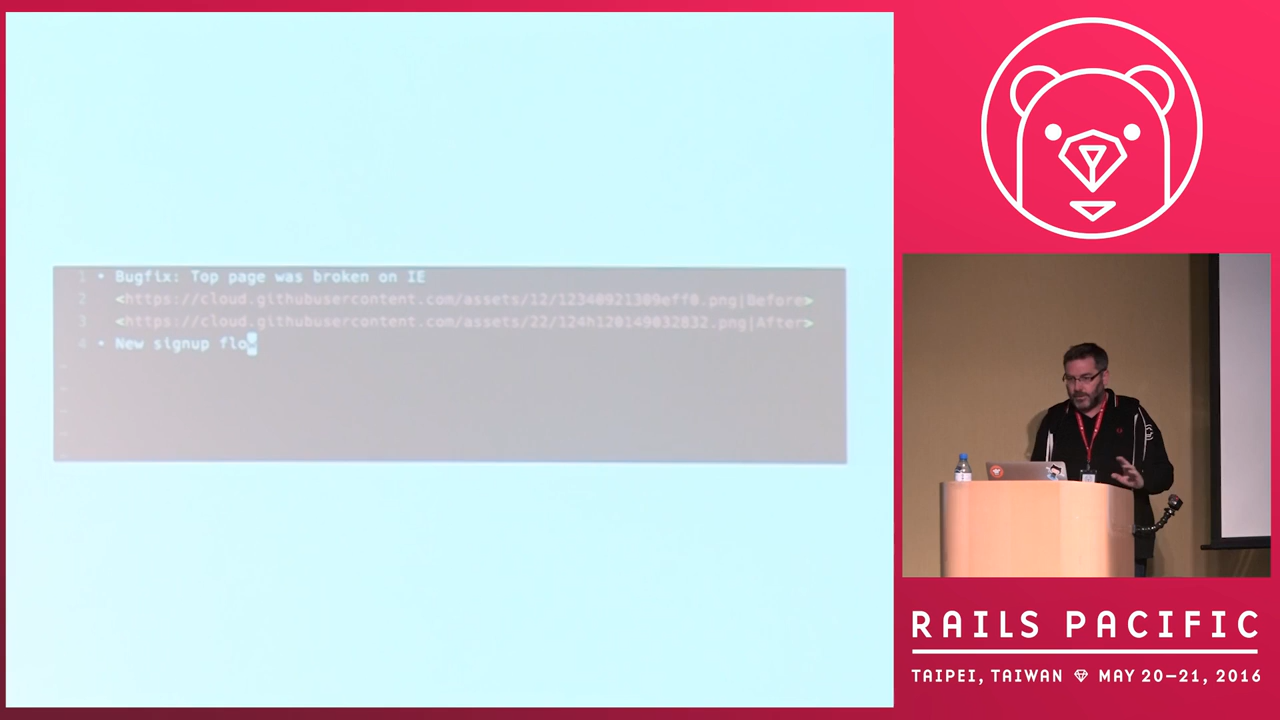 1 • Bugfix: Top page was broken on IE
2 <https://cloud.githubusercontent.com/assets/12/12340921309eff0.png|Before>
3 <https://cloud.githubusercontent.com/assets/22/124h120149032832.png|After>
4 • New signup flow
RAILS PACIFIC
TAIPEI, TAIWAN MAY 20–21, 2016